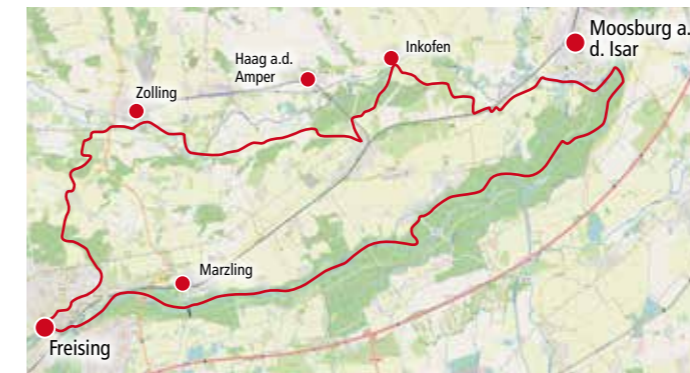 Moosburg a.
d. Isar
Inkofen
Haag a.d.
Amper
Zolling
Marzling
Freising